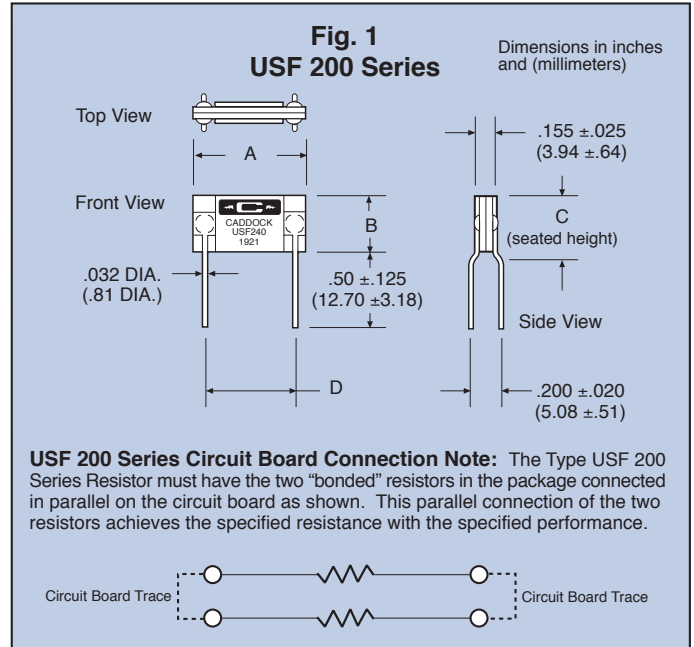 Fig. 1
USF 200 Series
Dimensions in inches
and (millimeters)
Top View
A
.155 ±.025
(3.94 ±.64)
Front View
CADDOCK
USF240
1921
B
C
(seated height)
.032 DIA.
(.81 DIA.)
.50 ±.125
(12.70 ±3.18)
Side View
D
.200 ±.020
(5.08 ±.51)
USF 200 Series Circuit Board Connection Note: The Type USF 200
Series Resistor must have the two “bonded” resistors in the package connected
in parallel on the circuit board as shown. This parallel connection of the two
resistors achieves the specified resistance with the specified performance.
Circuit Board Trace
Circuit Board Trace